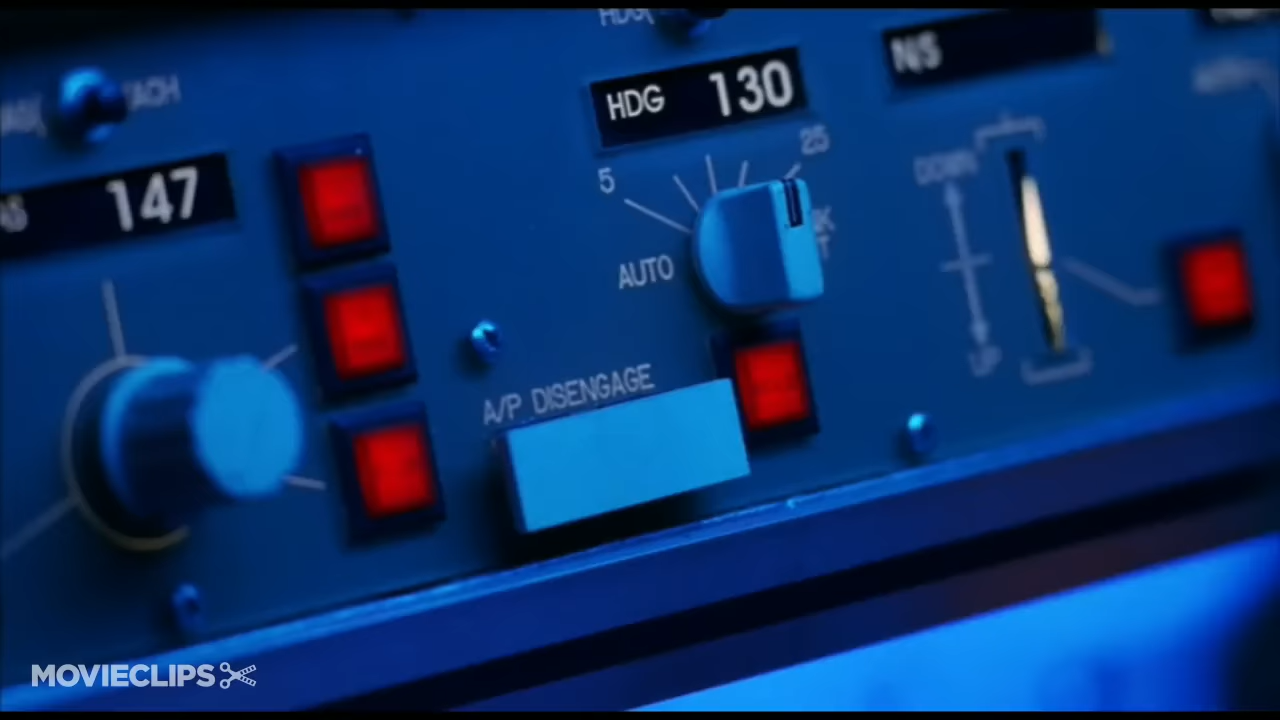 HDG
HDG 130
N/S
147
5
25
DOWN
AUTO
UP
A/P DISENGAGE
MOVIECLIPS